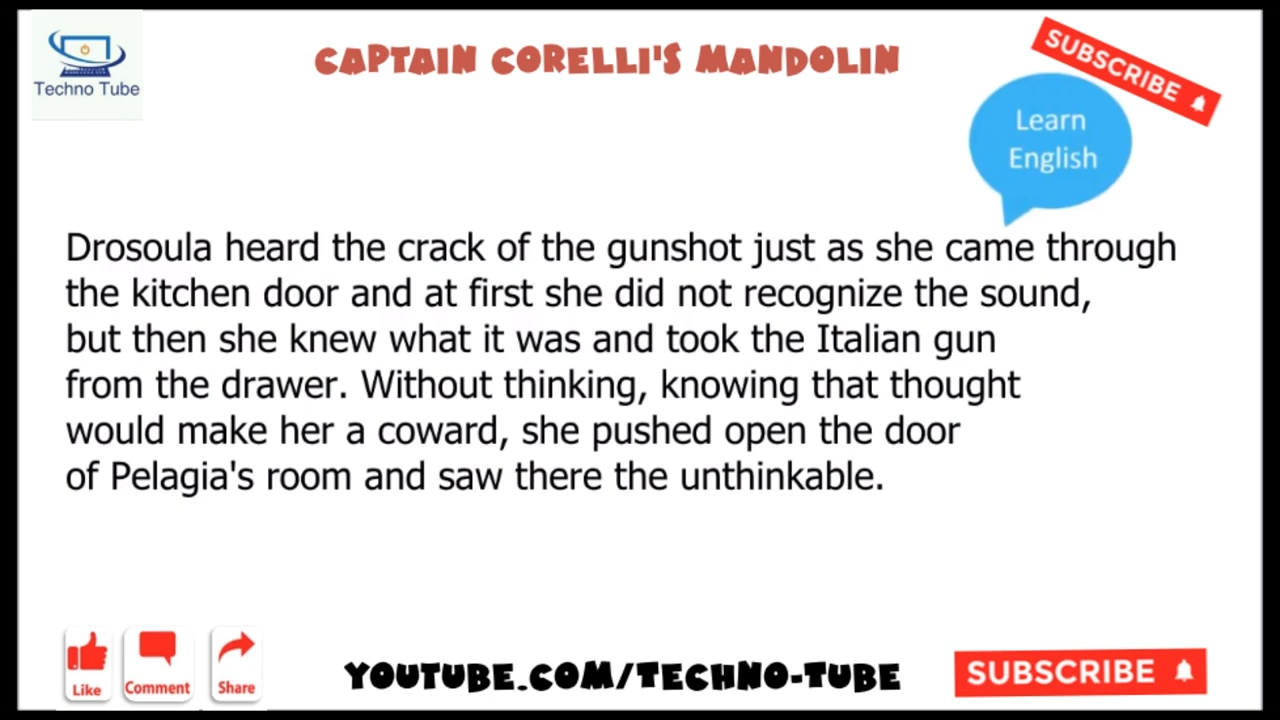 CAPTAIN CORELLI'S MANDOLIN
SUBSCRIBE
Techno Tube
Learn
English
Drosoula heard the crack of the gunshot just as she came through
the kitchen door and at first she did not recognize the sound,
but then she knew what it was and took the Italian gun
from the drawer. Without thinking, knowing that thought
would make her a coward, she pushed open the door
of Pelagia's room and saw there the unthinkable.
Like
Comment
Share
YOUTUBE.COM/TECHNO-TUBE
SUBSCRIBE